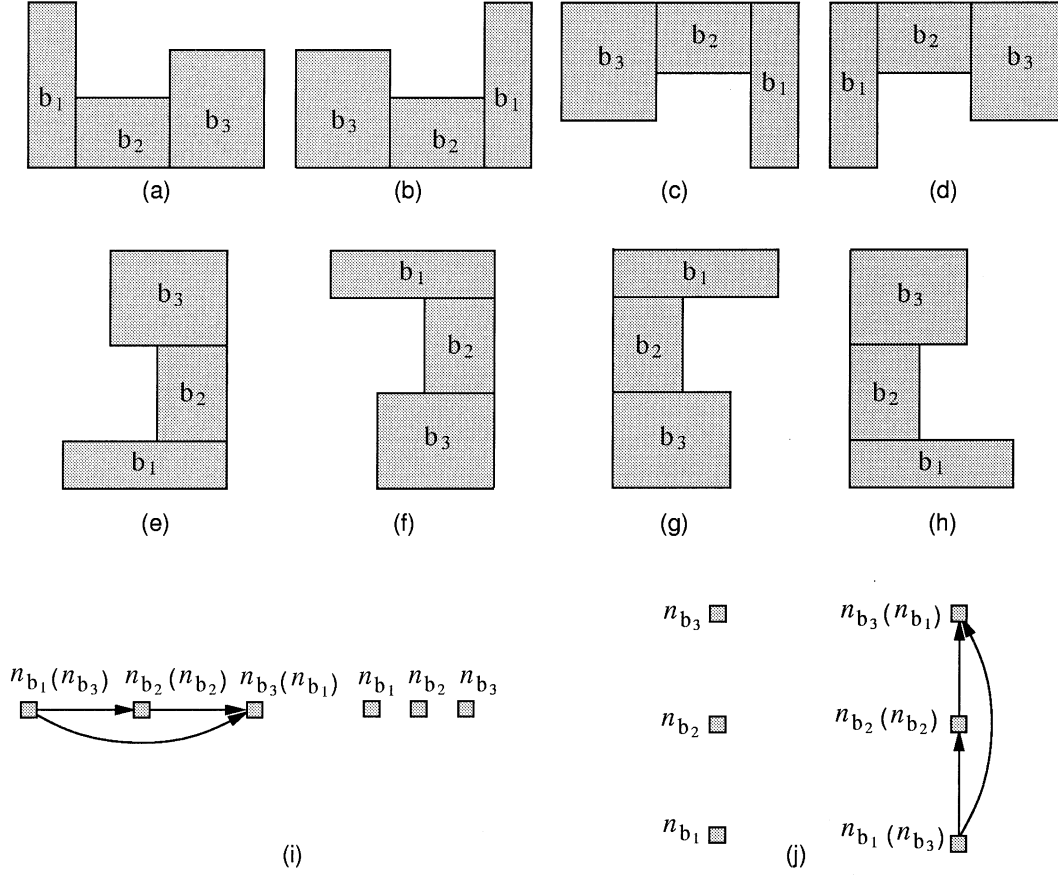 b1 b2 b3
b3 b2 b1
b3 b2 b1
b1 b2 b3
(a) (b) (c) (d)
b3
b2
b1
b1
b2
b3
b1
b2
b3
b3
b2
b1
(e) (f) (g) (h)
nb1(nb3) nb2(nb2) nb3(nb1) nb1 nb2 nb3
(i)
nb3 nb3(nb1)
nb2 nb2(nb2)
nb1 nb1(nb3)
(j)